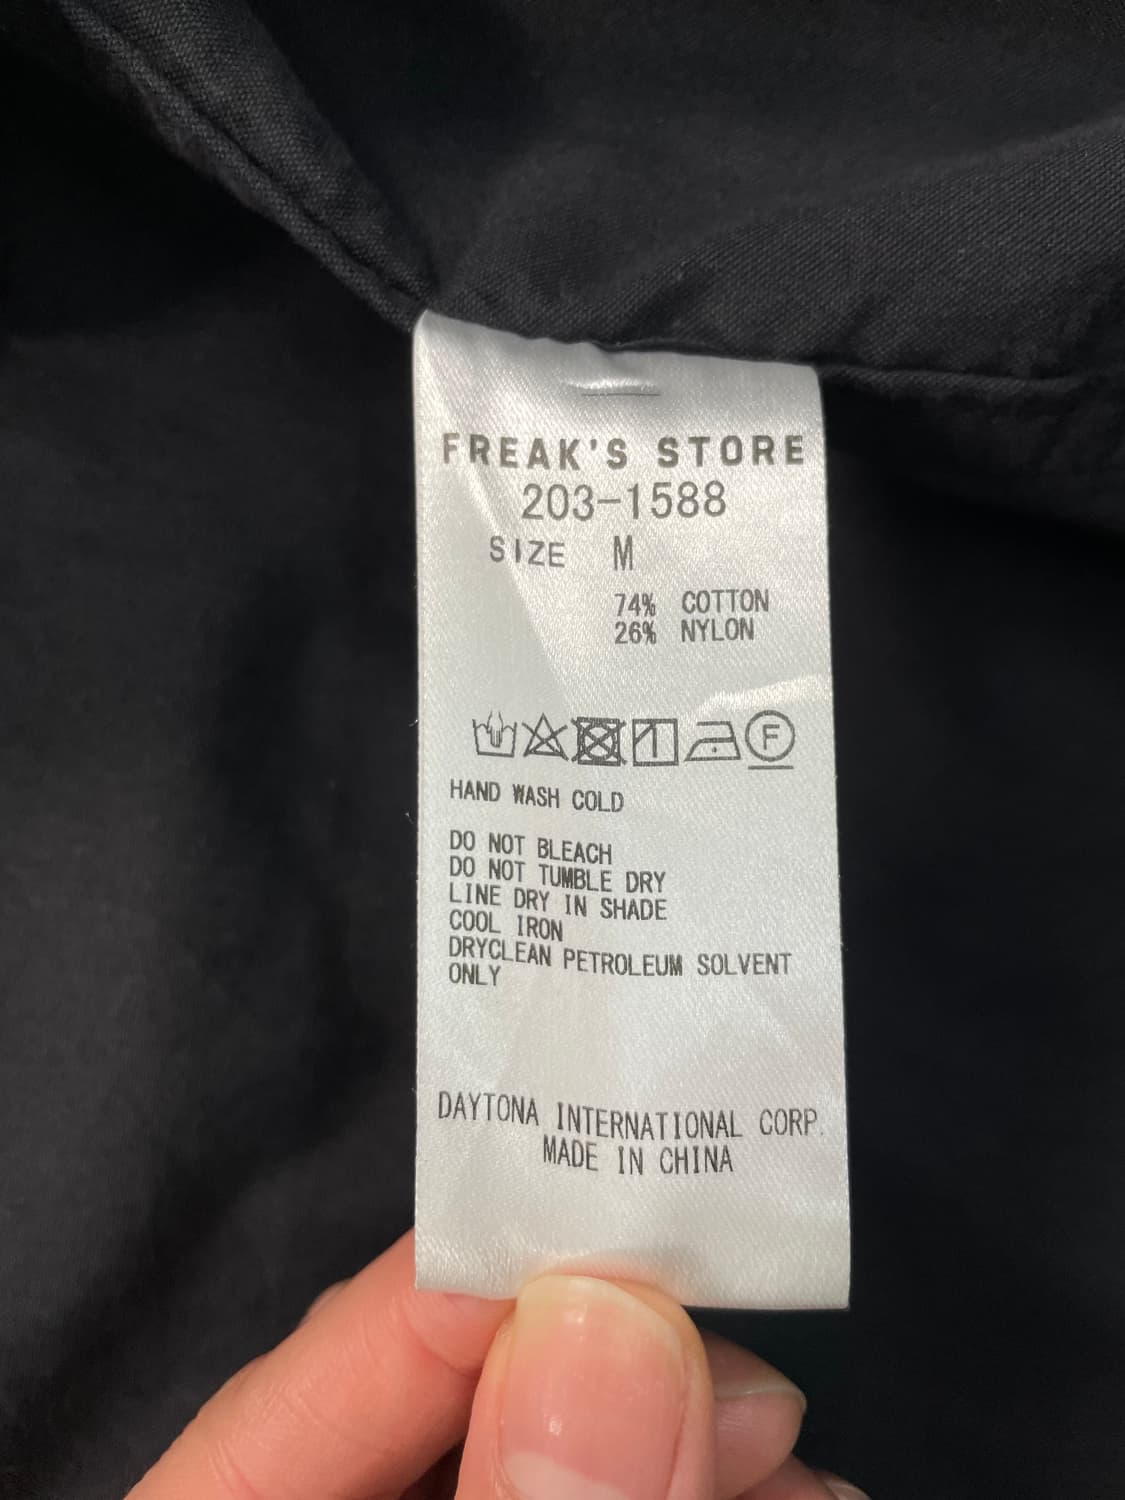 FREAK'S STORE
203-1588
SIZE M
74% COTTON
26% NYLON
F
HAND WASH COLD
DO NOT BLEACH
DO NOT TUMBLE DRY
LINE DRY IN SHADE
COOL IRON
DRYCLEAN PETROLEUM SOLVENT
ONLY
DAYTONA INTERNATIONAL CORP.
MADE IN CHINA